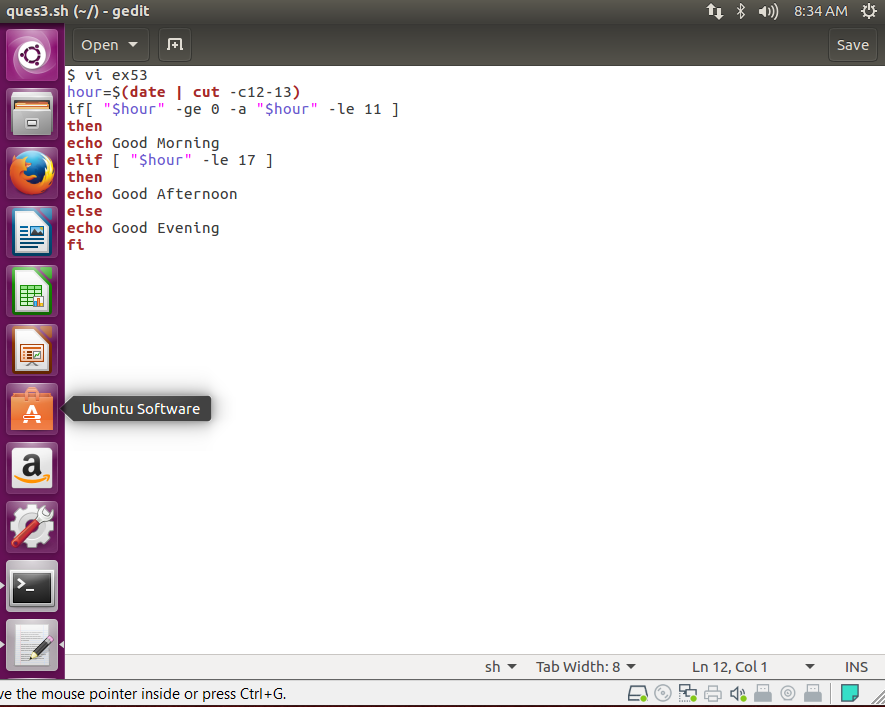 ques3.sh (~/) - gedit
8:34 AM
Open
Save
$ vi ex53
hour=$(date | cut -c12-13)
if[ "$hour" -ge 0 -a "$hour" -le 11 ]
then
echo Good Morning
elif [ "$hour" -le 17 ]
then
echo Good Afternoon
else
echo Good Evening
fi
Ubuntu Software
sh
Tab Width: 8
Ln 12, Col 1
INS
ve the mouse pointer inside or press Ctrl+G.